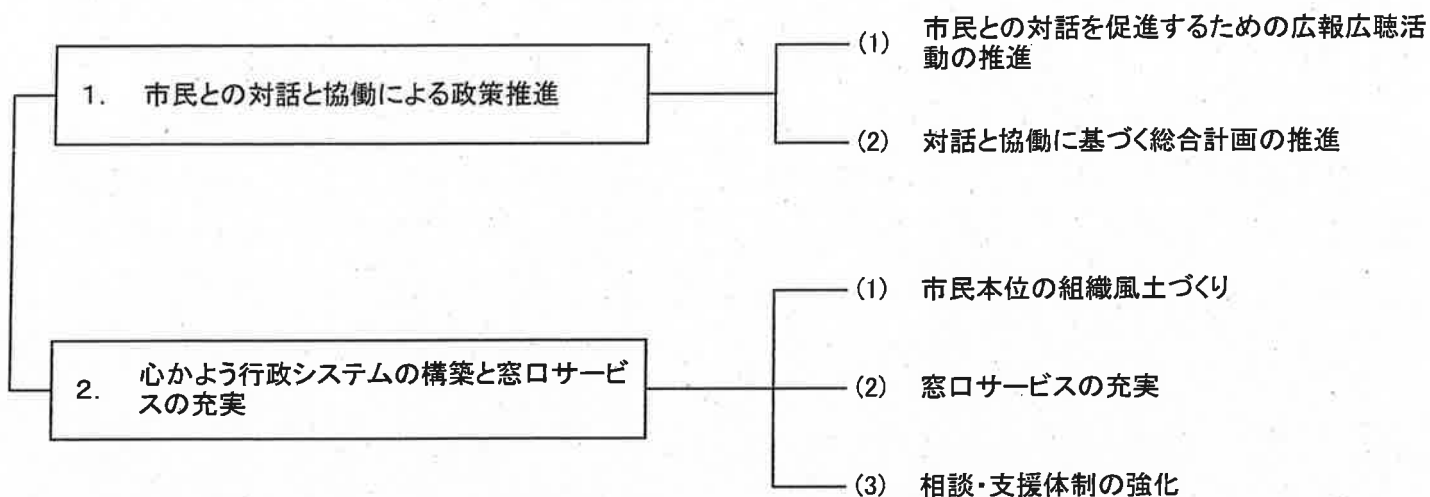 1. 市民との対話と協働による政策推進
(1) 市民との対話を促進するための広報広聴活
動の推進
(2) 対話と協働に基づく総合計画の推進
2. 心かよう行政システムの構築と窓口サービ
スの充実
(1) 市民本位の組織風土づくり
(2) 窓口サービスの充実
(3) 相談・支援体制の強化